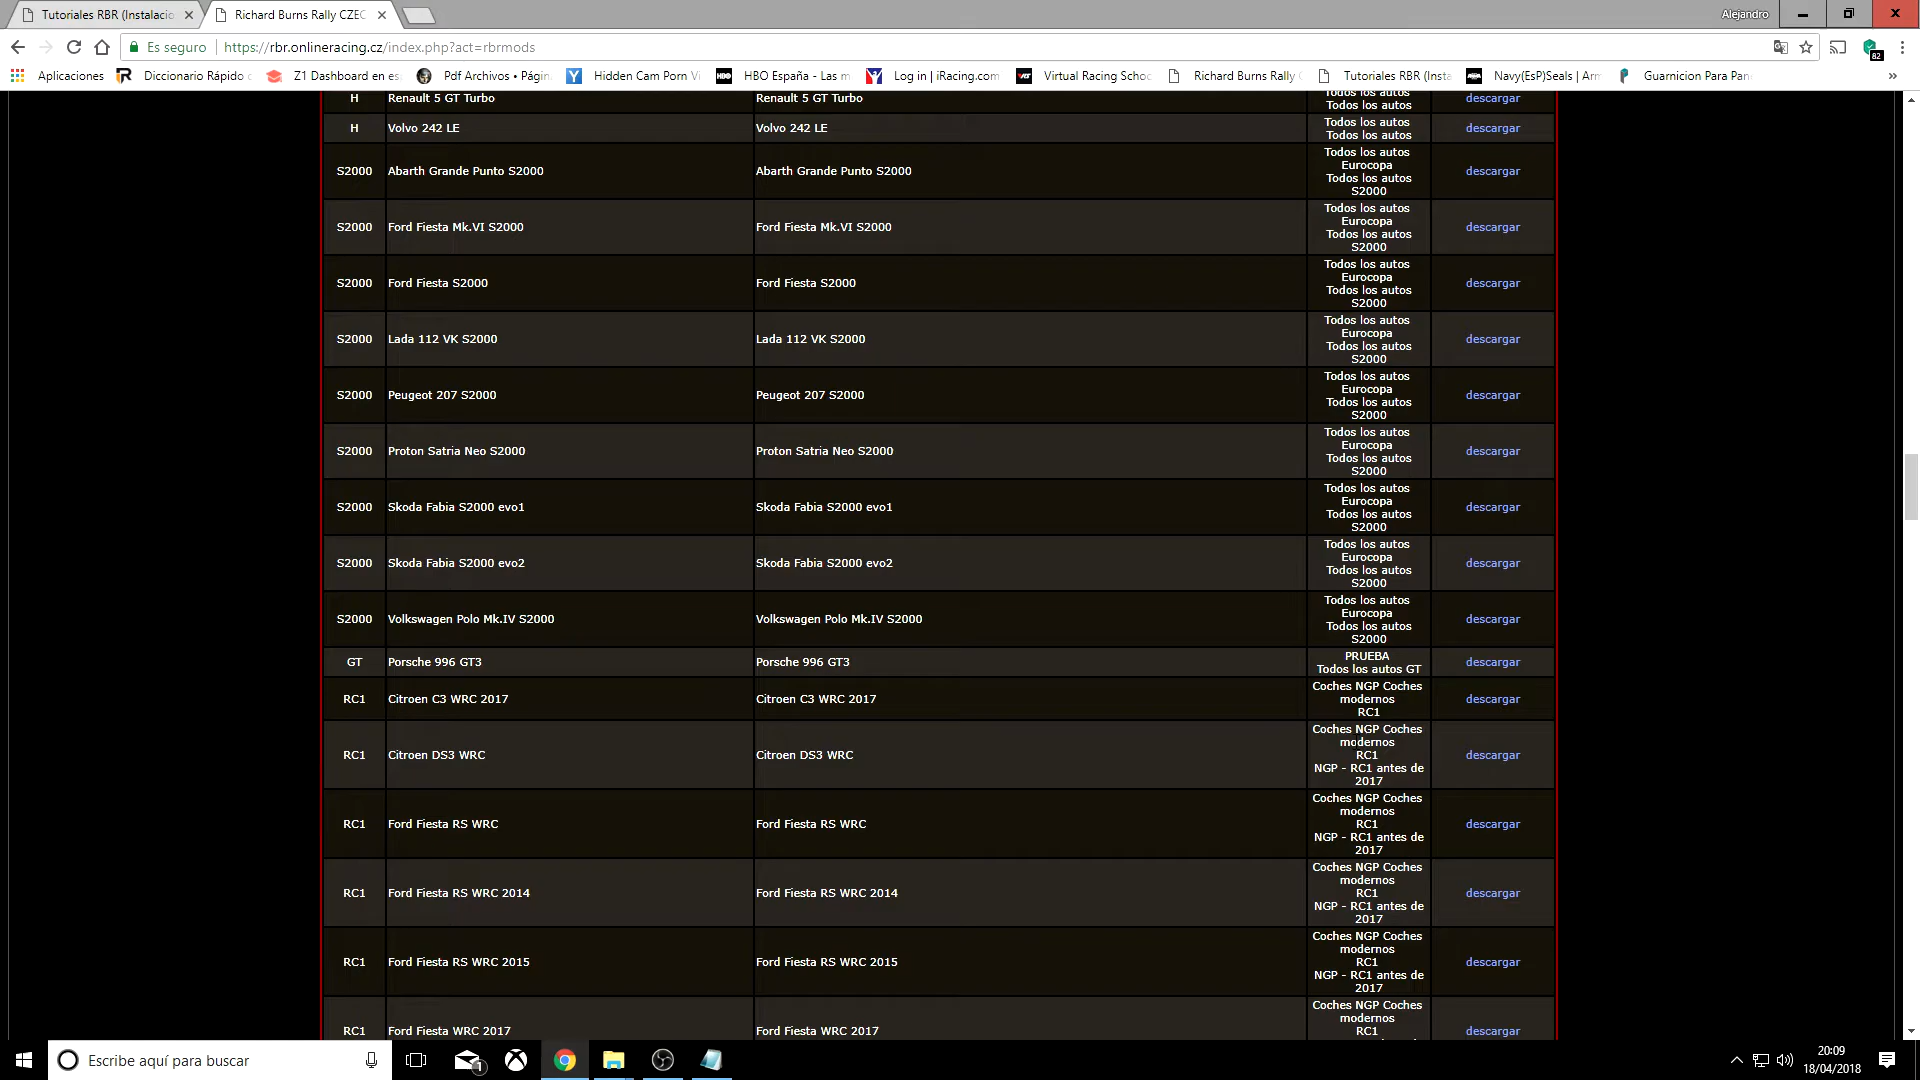 Tutoriales RBR (Instalacio
Richard Burns Rally CZEC
Alejandro
Es seguro
https://rbr.onlineracing.cz/index.php?act=rbrmods
82
Aplicaciones
Diccionario Rápido
Z1 Dashboard en es
Pdf Archivos • Págin
Hidden Cam Porn Vi
HBO España - Las m
Log in | iRacing.com
Virtual Racing Schoo
Richard Burns Rally
Tutoriales RBR (Insta
Navy(EsP)Seals | Arm
Guarnicion Para Pan
»
H Renault 5 GT Turbo Renault 5 GT Turbo Todos los autos
Todos los autos descargar
H Volvo 242 LE Volvo 242 LE Todos los autos
Todos los autos descargar
S2000 Abarth Grande Punto S2000 Abarth Grande Punto S2000 Todos los autos
Eurocopa
Todos los autos
S2000 descargar
S2000 Ford Fiesta Mk.VI S2000 Ford Fiesta Mk.VI S2000 Todos los autos
Eurocopa
Todos los autos
S2000 descargar
S2000 Ford Fiesta S2000 Ford Fiesta S2000 Todos los autos
Eurocopa
Todos los autos
S2000 descargar
S2000 Lada 112 VK S2000 Lada 112 VK S2000 Todos los autos
Eurocopa
Todos los autos
S2000 descargar
S2000 Peugeot 207 S2000 Peugeot 207 S2000 Todos los autos
Eurocopa
Todos los autos
S2000 descargar
S2000 Proton Satria Neo S2000 Proton Satria Neo S2000 Todos los autos
Eurocopa
Todos los autos
S2000 descargar
S2000 Skoda Fabia S2000 evo1 Skoda Fabia S2000 evo1 Todos los autos
Eurocopa
Todos los autos
S2000 descargar
S2000 Skoda Fabia S2000 evo2 Skoda Fabia S2000 evo2 Todos los autos
Eurocopa
Todos los autos
S2000 descargar
S2000 Volkswagen Polo Mk.IV S2000 Volkswagen Polo Mk.IV S2000 Todos los autos
Eurocopa
Todos los autos
S2000 descargar
GT Porsche 996 GT3 Porsche 996 GT3 PRUEBA
Todos los autos GT descargar
RC1 Citroen C3 WRC 2017 Citroen C3 WRC 2017 Coches NGP Coches
modernos
RC1 descargar
RC1 Citroen DS3 WRC Citroen DS3 WRC Coches NGP Coches
modernos
RC1
NGP - RC1 antes de
2017 descargar
RC1 Ford Fiesta RS WRC Ford Fiesta RS WRC Coches NGP Coches
modernos
RC1
NGP - RC1 antes de
2017 descargar
RC1 Ford Fiesta RS WRC 2014 Ford Fiesta RS WRC 2014 Coches NGP Coches
modernos
RC1
NGP - RC1 antes de
2017 descargar
RC1 Ford Fiesta RS WRC 2015 Ford Fiesta RS WRC 2015 Coches NGP Coches
modernos
RC1
NGP - RC1 antes de
2017 descargar
RC1 Ford Fiesta WRC 2017 Ford Fiesta WRC 2017 Coches NGP Coches
modernos
RC1 descargar
Escribe aquí para buscar
1
20:09
18/04/2018